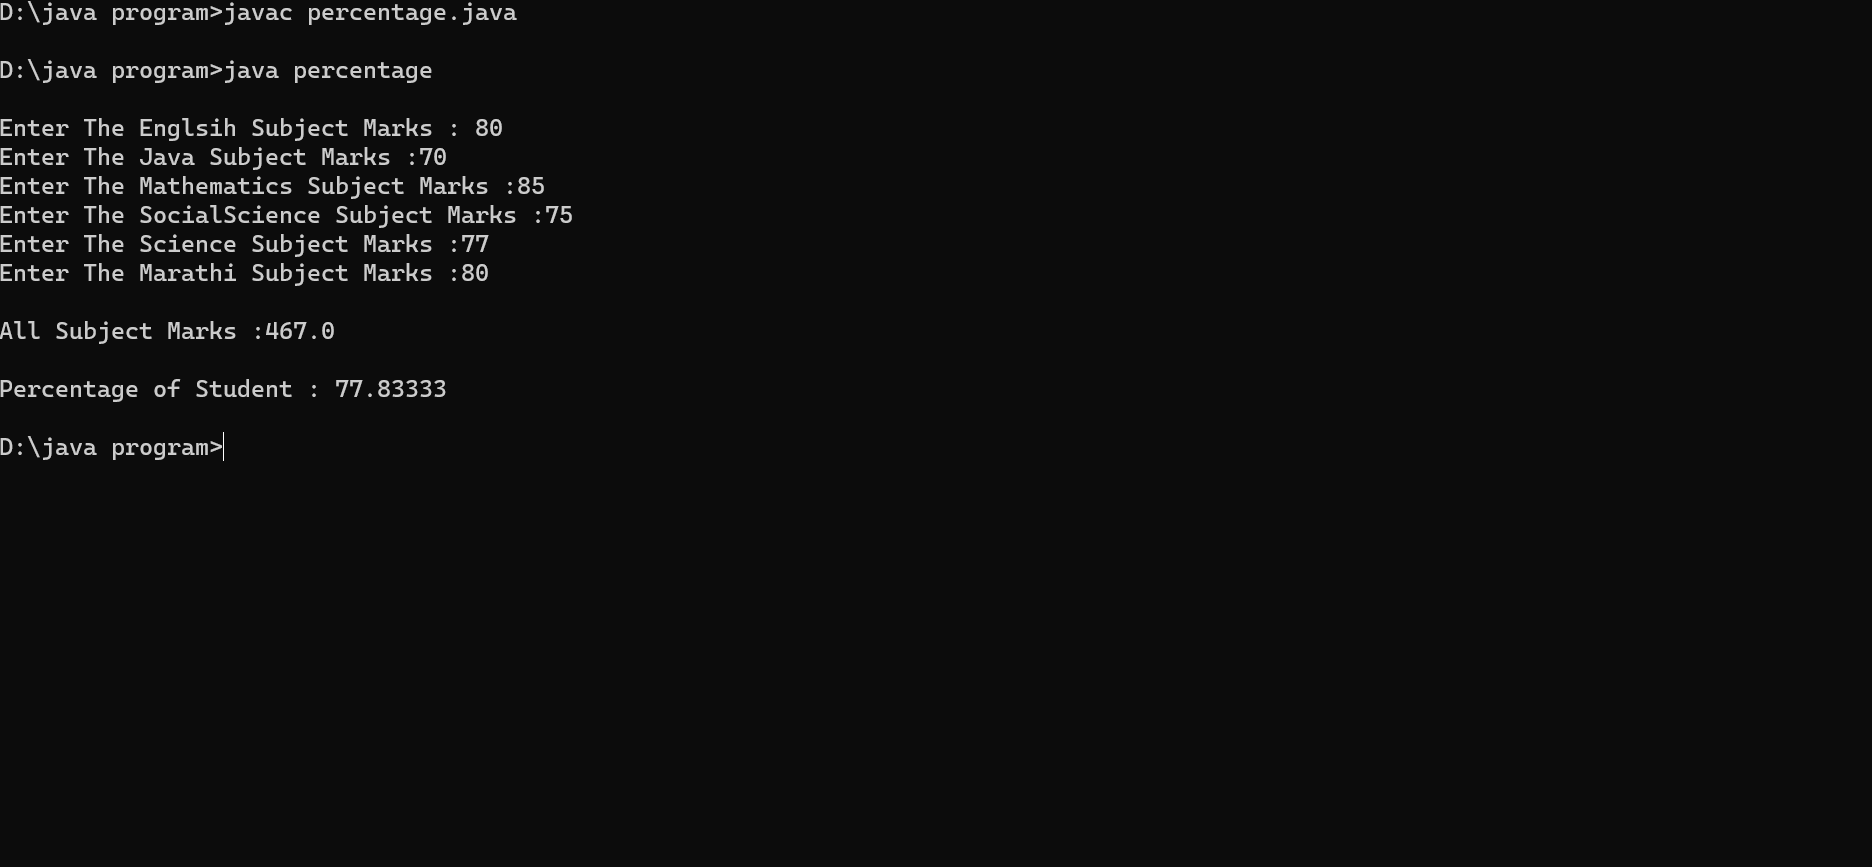 D:\java program>javac percentage.java
D:\java program>java percentage
Enter The Englsih Subject Marks : 80
Enter The Java Subject Marks :70
Enter The Mathematics Subject Marks :85
Enter The SocialScience Subject Marks :75
Enter The Science Subject Marks :77
Enter The Marathi Subject Marks :80
All Subject Marks :467.0
Percentage of Student : 77.83333
D:\java program>